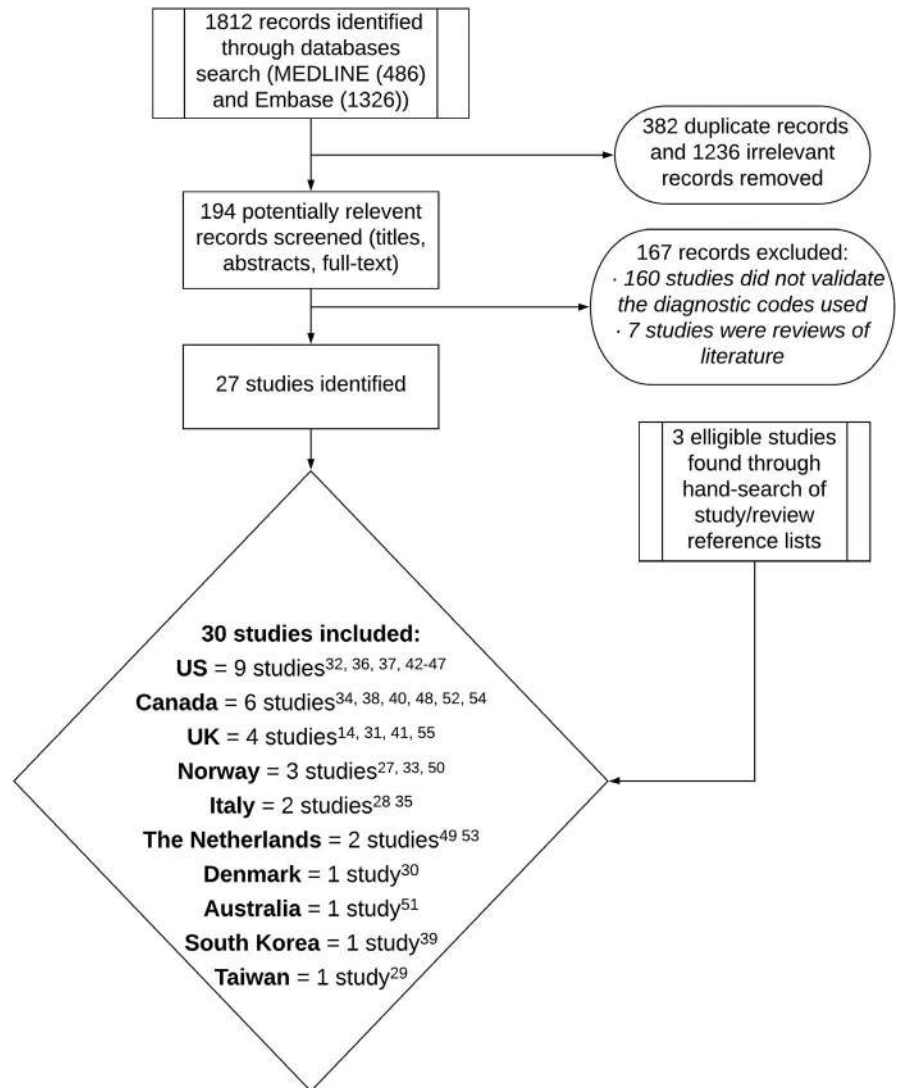 1812 records identified
through databases
search (MEDLINE (486)
and Embase (1326))
382 duplicate records
and 1236 irrelevant
records removed
194 potentially relevent
records screened (titles,
abstracts, full-text)
167 records excluded:
· 160 studies did not validate
the diagnostic codes used
· 7 studies were reviews of
literature
27 studies identified
3 elligible studies
found through
hand-search of
study/review
reference lists
30 studies included:
US = 9 studies32, 36, 37, 42-47
Canada = 6 studies34, 38, 40, 48, 52, 54
UK = 4 studies14, 31, 41, 55
Norway = 3 studies27, 33, 50
Italy = 2 studies28 35
The Netherlands = 2 studies49 53
Denmark = 1 study30
Australia = 1 study51
South Korea = 1 study39
Taiwan = 1 study29